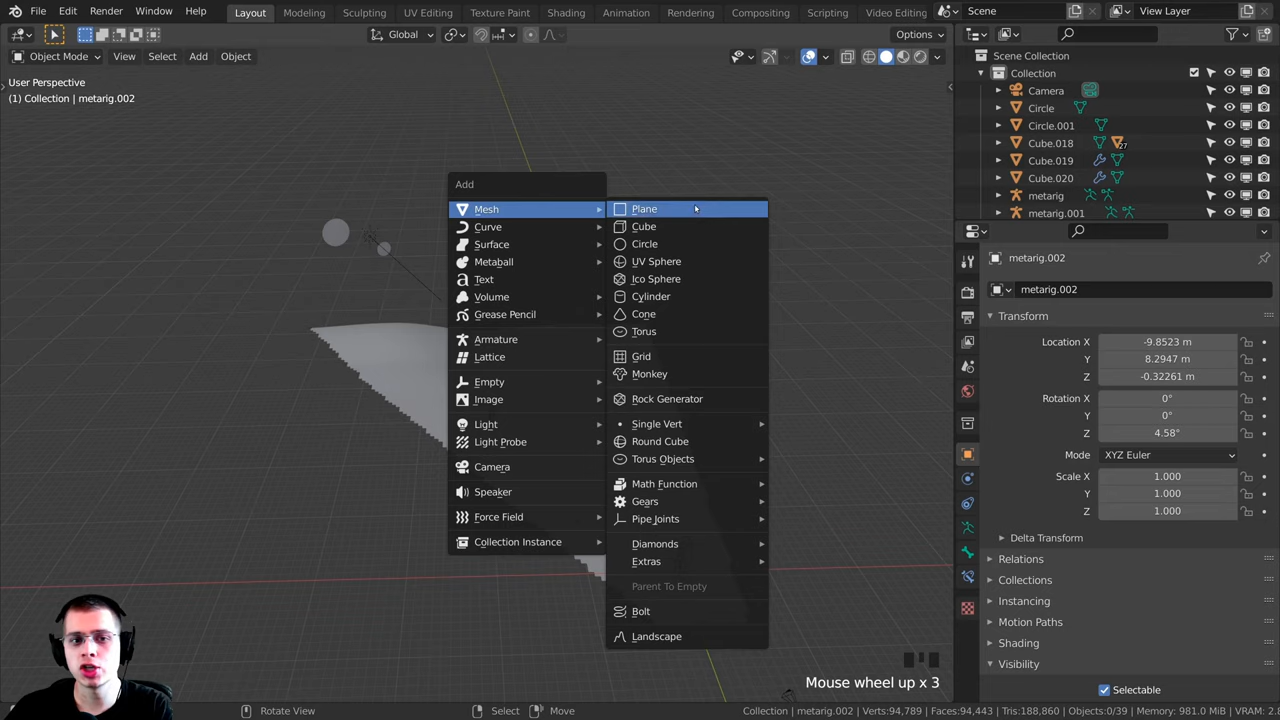 File Edit Render Window Help Layout Modeling Sculpting UV Editing Texture Paint Shading Animation Rendering Compositing Scripting Video Editing Scene View Layer
Global Options
Object Mode View Select Add Object
User Perspective
(1) Collection | metarig.002
Add
Mesh
Curve
Surface
Metaball
Text
Volume
Grease Pencil
Armature
Lattice
Empty
Image
Light
Light Probe
Camera
Speaker
Force Field
Collection Instance
Plane
Cube
Circle
UV Sphere
Ico Sphere
Cylinder
Cone
Torus
Grid
Monkey
Rock Generator
Single Vert
Round Cube
Torus Objects
Math Function
Gears
Pipe Joints
Diamonds
Extras
Parent To Empty
Bolt
Landscape
Scene Collection
Collection
Camera
Circle
Circle.001
Cube.018 27
Cube.019
Cube.020
metarig
metarig.001
metarig.002
metarig.002
Transform
Location X -9.8523 m
Y 8.2947 m
Z -0.32261 m
Rotation X 0°
Y 0°
Z 4.58°
Mode XYZ Euler
Scale X 1.000
Y 1.000
Z 1.000
Delta Transform
Relations
Collections
Instancing
Motion Paths
Shading
Visibility
Selectable
Mouse wheel up x 3
Rotate View Select Move Collection | metarig.002 | Verts:94,789 | Faces:94,443 | Tris:188,860 | Objects:0/39 | Memory: 981.0 MiB | VRAM: 2.8